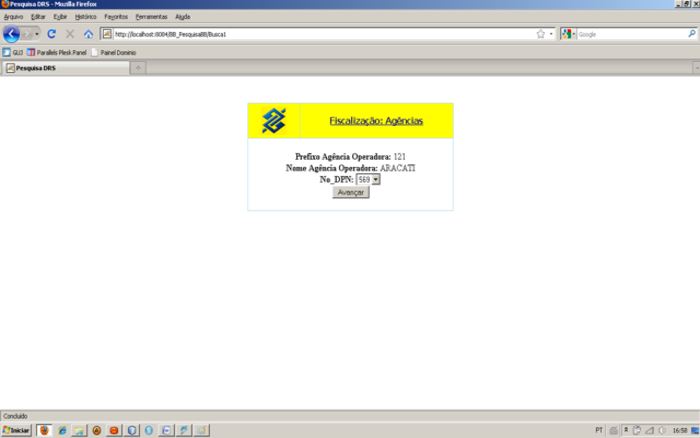 Pesquisa DRS - Mozilla Firefox
Arquivo Editar Exibir Histórico Favoritos Ferramentas Ajuda
http://localhost:8084/BB_PesquisaBB/Busca1
Google
GUJ Parallels Plesk Panel Painel Dominio
Pesquisa DRS
Fiscalização: Agências
Prefixo Agência Operadora: 121
Nome Agência Operadora: ARACATI
No_DPN: 569
Avançar
Concluído
Iniciar
PT
16:58